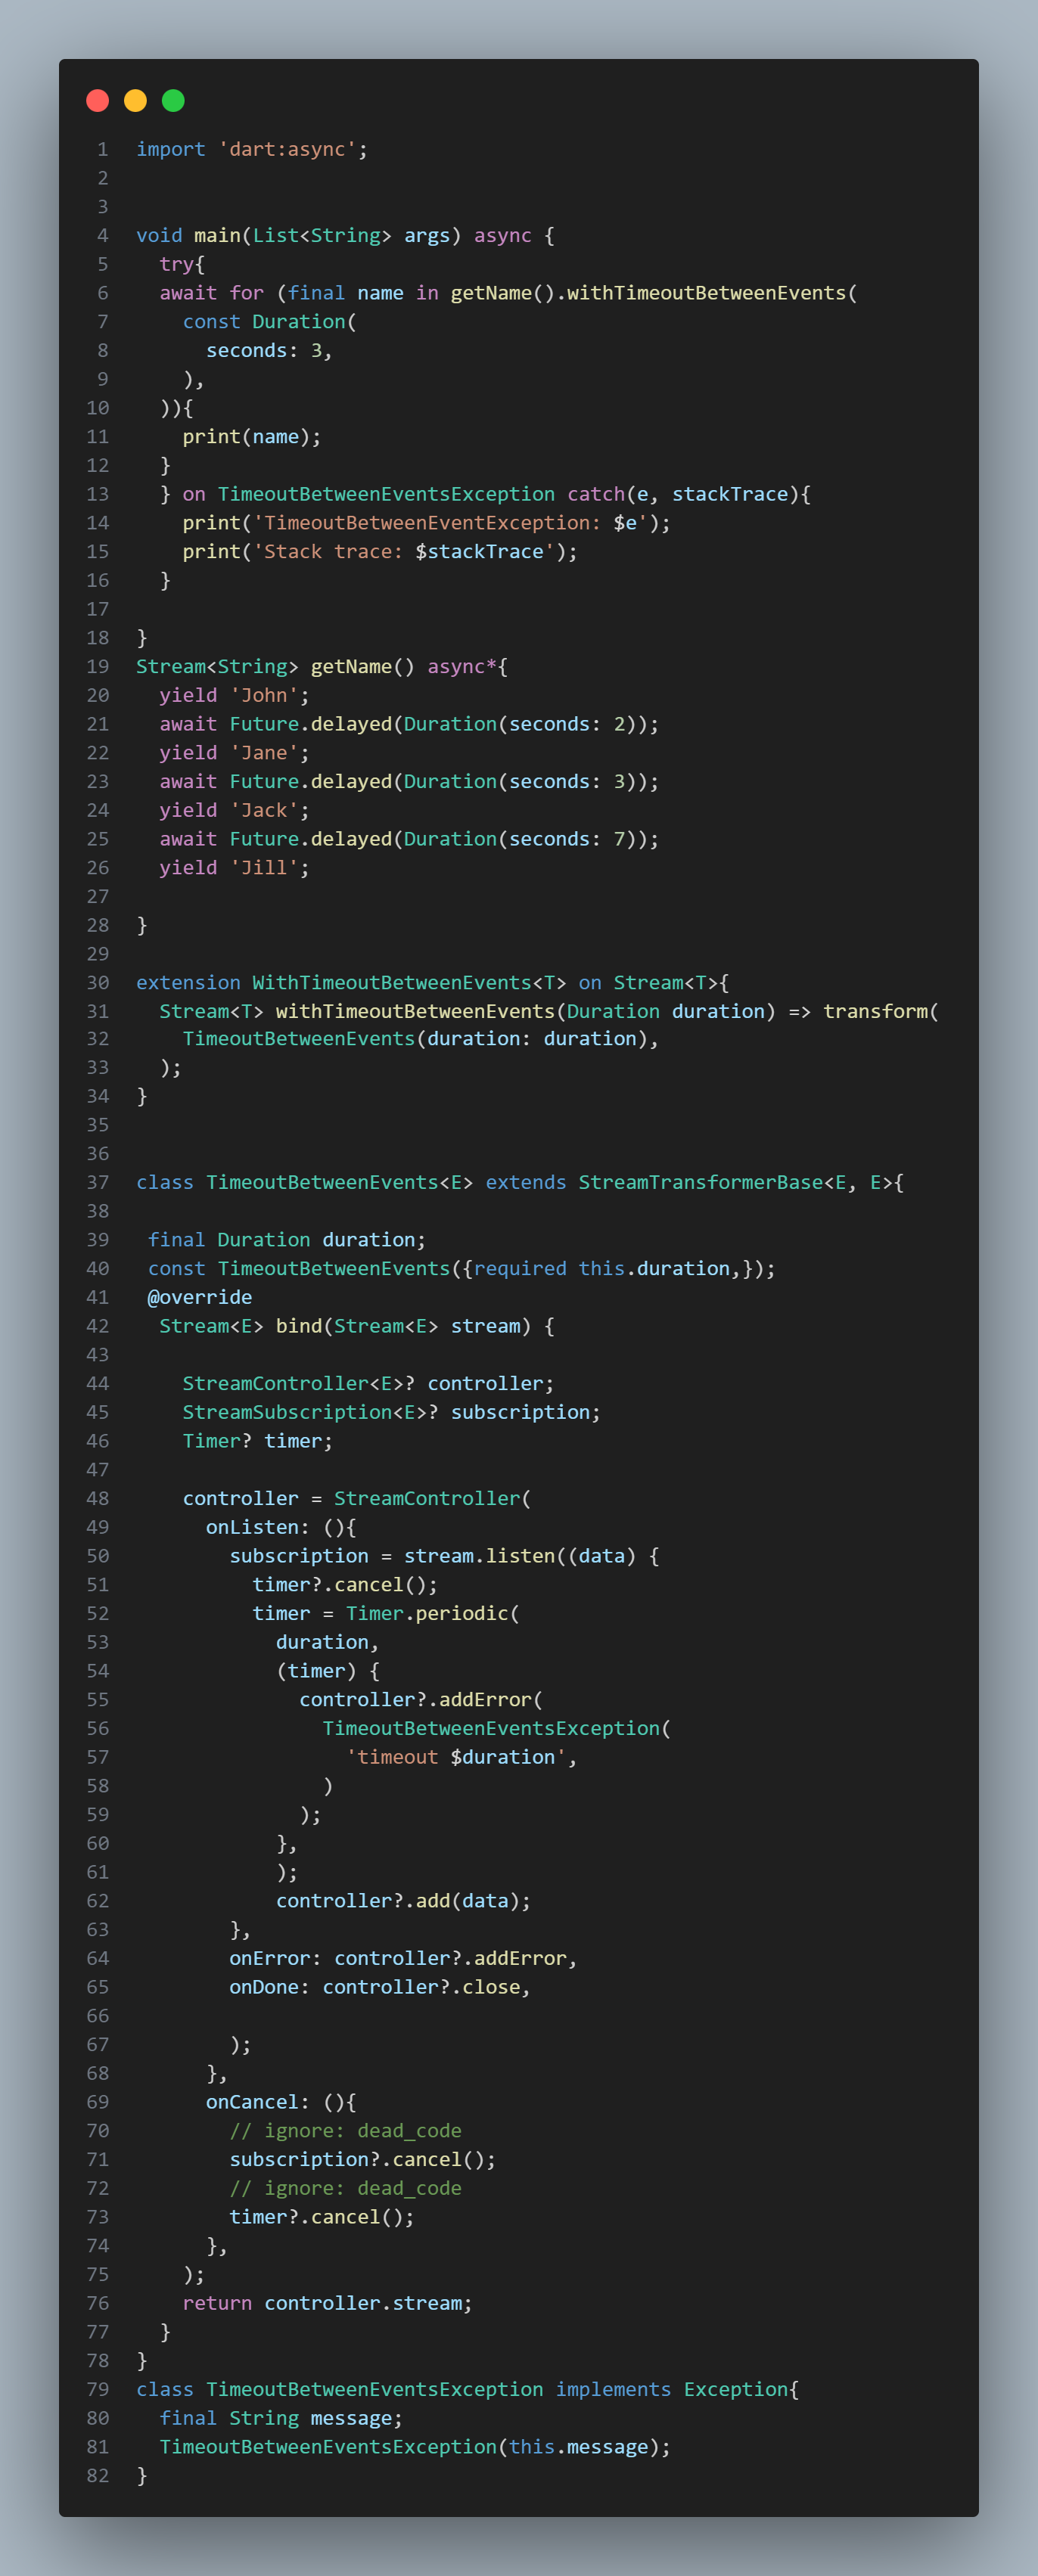 1 import 'dart:async';
2
3
4 void main(List<String> args) async {
5   try{
6   await for (final name in getName().withTimeoutBetweenEvents(
7     const Duration(
8       seconds: 3,
9     ),
10   )){
11     print(name);
12   }
13   } on TimeoutBetweenEventsException catch(e, stackTrace){
14     print('TimeoutBetweenEventException: $e');
15     print('Stack trace: $stackTrace');
16   }
17
18 }
19 Stream<String> getName() async*{
20   yield 'John';
21   await Future.delayed(Duration(seconds: 2));
22   yield 'Jane';
23   await Future.delayed(Duration(seconds: 3));
24   yield 'Jack';
25   await Future.delayed(Duration(seconds: 7));
26   yield 'Jill';
27
28 }
29
30 extension WithTimeoutBetweenEvents<T> on Stream<T>{
31   Stream<T> withTimeoutBetweenEvents(Duration duration) => transform(
32     TimeoutBetweenEvents(duration: duration),
33   );
34 }
35
36
37 class TimeoutBetweenEvents<E> extends StreamTransformerBase<E, E>{
38
39  final Duration duration;
40  const TimeoutBetweenEvents({required this.duration,});
41  @override
42   Stream<E> bind(Stream<E> stream) {
43
44     StreamController<E>? controller;
45     StreamSubscription<E>? subscription;
46     Timer? timer;
47
48     controller = StreamController(
49       onListen: (){
50         subscription = stream.listen((data) {
51           timer?.cancel();
52           timer = Timer.periodic(
53             duration,
54             (timer) {
55               controller?.addError(
56                 TimeoutBetweenEventsException(
57                   'timeout $duration',
58                 )
59               );
60             },
61             );
62             controller?.add(data);
63         },
64         onError: controller?.addError,
65         onDone: controller?.close,
66
67         );
68       },
69       onCancel: (){
70         // ignore: dead_code
71         subscription?.cancel();
72         // ignore: dead_code
73         timer?.cancel();
74       },
75     );
76     return controller.stream;
77   }
78 }
79 class TimeoutBetweenEventsException implements Exception{
80   final String message;
81   TimeoutBetweenEventsException(this.message);
82 }